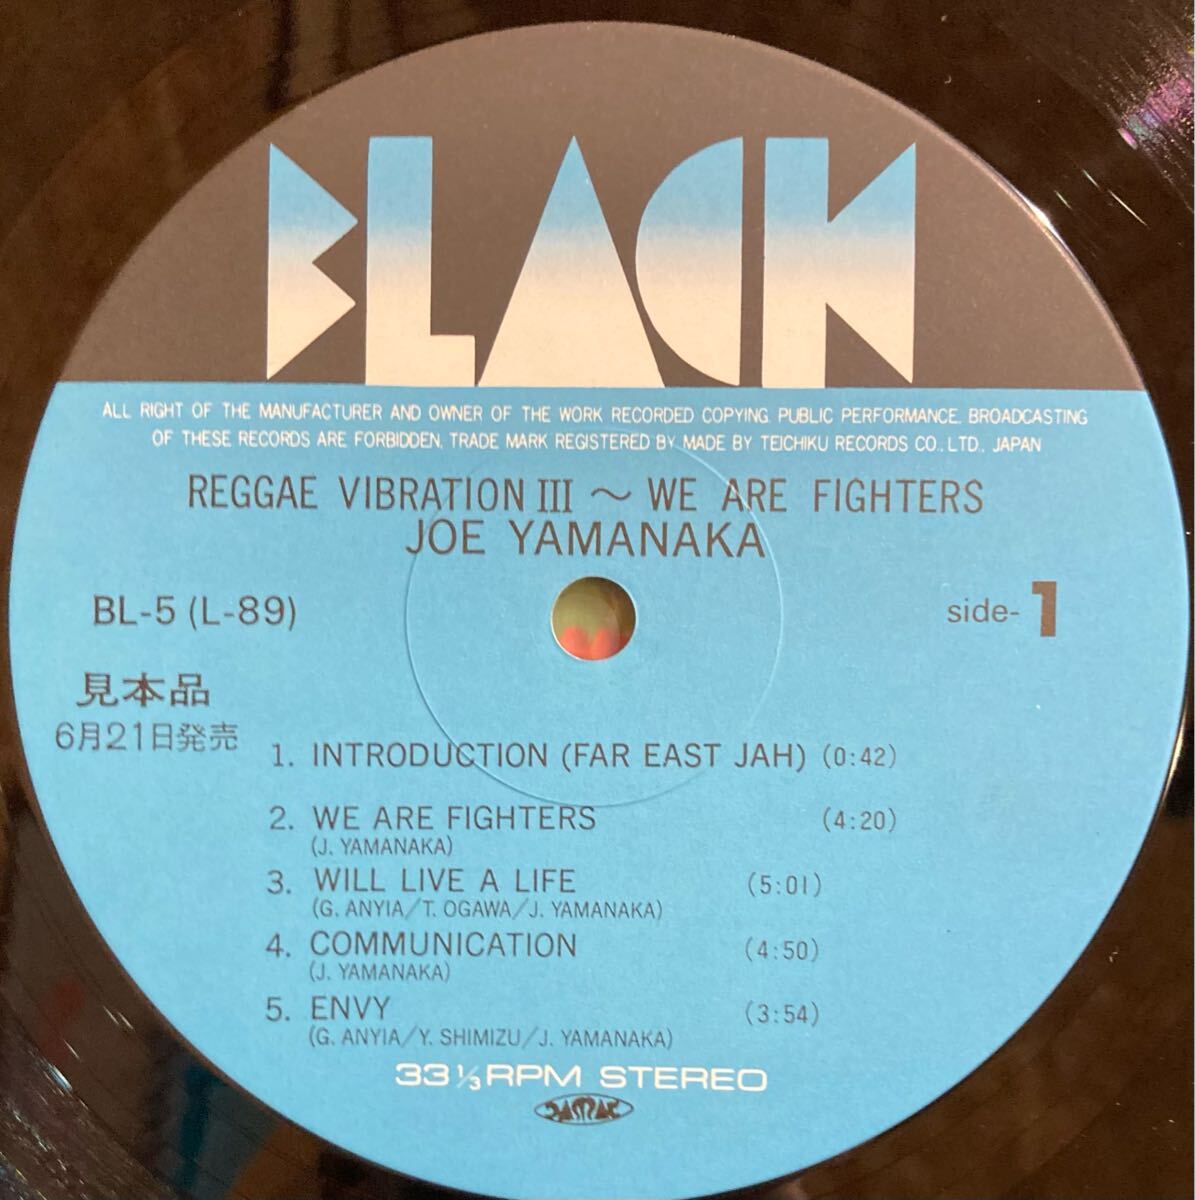 BLACK
ALL RIGHT OF THE MANUFACTURER AND OWNER OF THE WORK RECORDED COPYING. PUBLIC PERFORMANCE. BROADCASTING
OF THESE RECORDS ARE FORBIDDEN. TRADE MARK REGISTERED BY MADE BY TEICHIKU RECORDS CO., LTD., JAPAN
REGGAE VIBRATION III ~ WE ARE FIGHTERS
JOE YAMANAKA
BL-5 (L-89)
side-1
見本品
6月21日発売
1. INTRODUCTION (FAR EAST JAH) (0:42)
2. WE ARE FIGHTERS (4:20)
(J. YAMANAKA)
3. WILL LIVE A LIFE (5:01)
(G. ANYIA/T. OGAWA/J. YAMANAKA)
4. COMMUNICATION (4:50)
(J. YAMANAKA)
5. ENVY (3:54)
(G. ANYIA/Y. SHIMIZU/J. YAMANAKA)
33 1/3 RPM STEREO